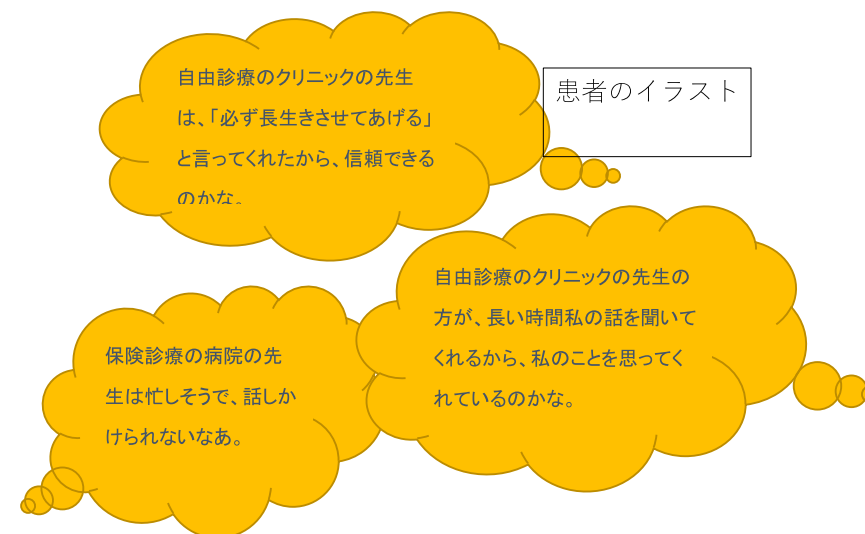 自由診療のクリニックの先生
は、「必ず長生きさせてあげる」
と言ってくれたから、信頼できる
のかな。
患者のイラスト
自由診療のクリニックの先生の
方が、長い時間私の話を聞いて
くれるから、私のことを思ってく
れているのかな。
保険診療の病院の先
生は忙しそうで、話しか
けられないなあ。